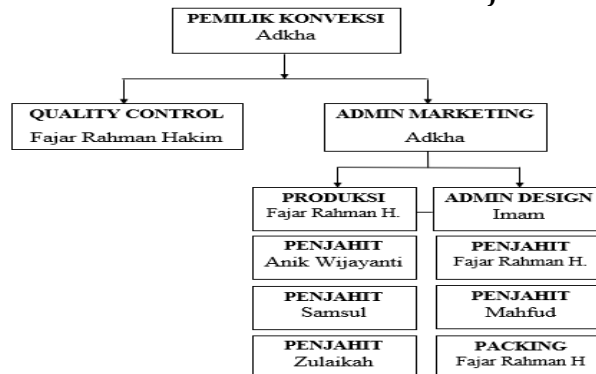 PEMILIK KONVEKSI
Adkha
QUALITY CONTROL
Fajar Rahman Hakim
ADMIN MARKETING
Adkha
PRODUKSI
Fajar Rahman H.
ADMIN DESIGN
Imam
PENJAHIT
Anik Wijayanti
PENJAHIT
Fajar Rahman H.
PENJAHIT
Samsul
PENJAHIT
Mahfud
PENJAHIT
Zulaikah
PACKING
Fajar Rahman H